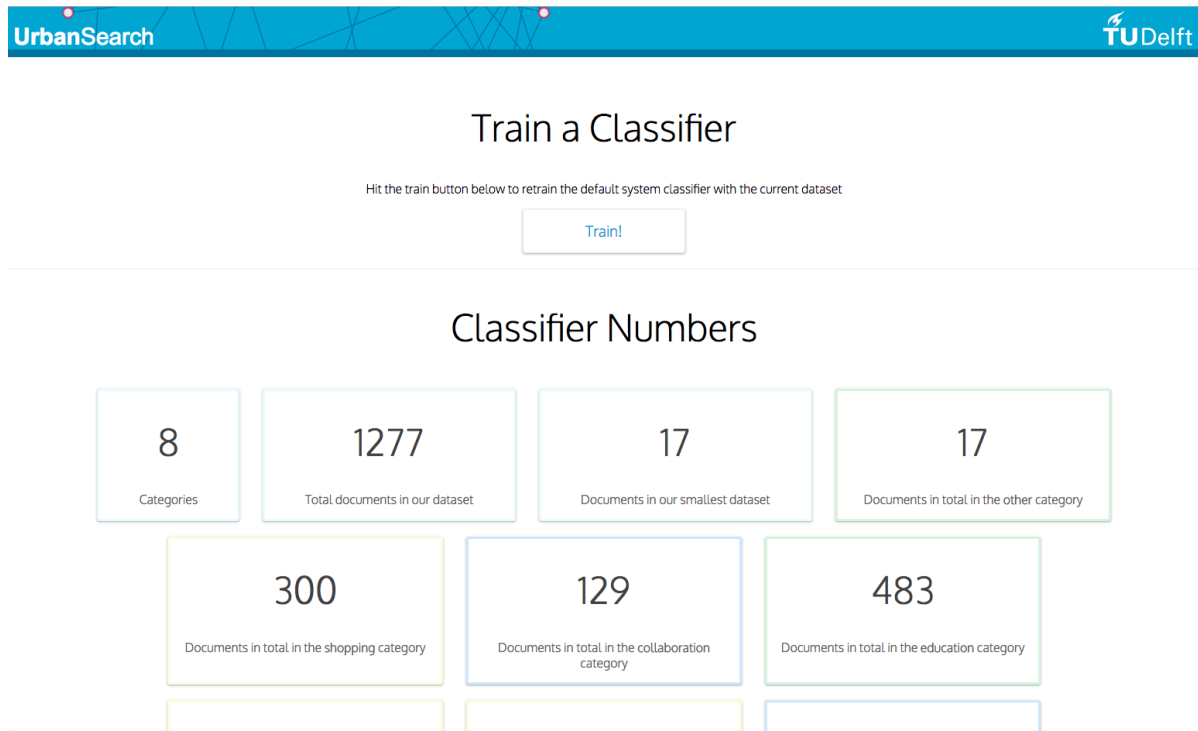 UrbanSearch
TUDelft
Train a Classifier
Hit the train button below to retrain the default system classifier with the current dataset
Train!
Classifier Numbers
8
Categories
1277
Total documents in our dataset
17
Documents in our smallest dataset
17
Documents in total in the other category
300
Documents in total in the shopping category
129
Documents in total in the collaboration
category
483
Documents in total in the education category